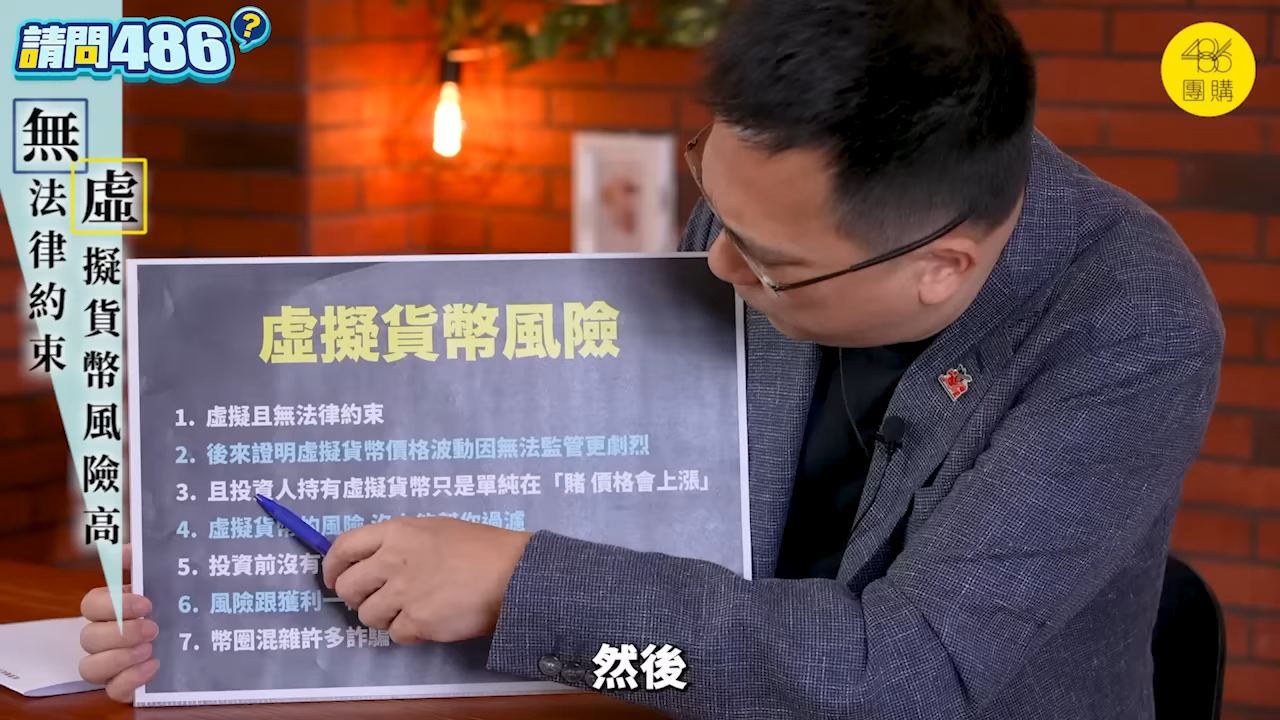 請問486?
486
團購
無法律約束
虛擬貨幣風險高
虛擬貨幣風險
1. 虛擬且無法律約束
2. 後來證明虛擬貨幣價格波動因無法監管更劇烈
3. 且投資人持有虛擬貨幣只是單純在「賭 價格會上漲」
4. 虛擬貨幣的風險
5. 投資前沒有
6. 風險跟獲利一
7. 幣圈混雜許多詐騙
然後